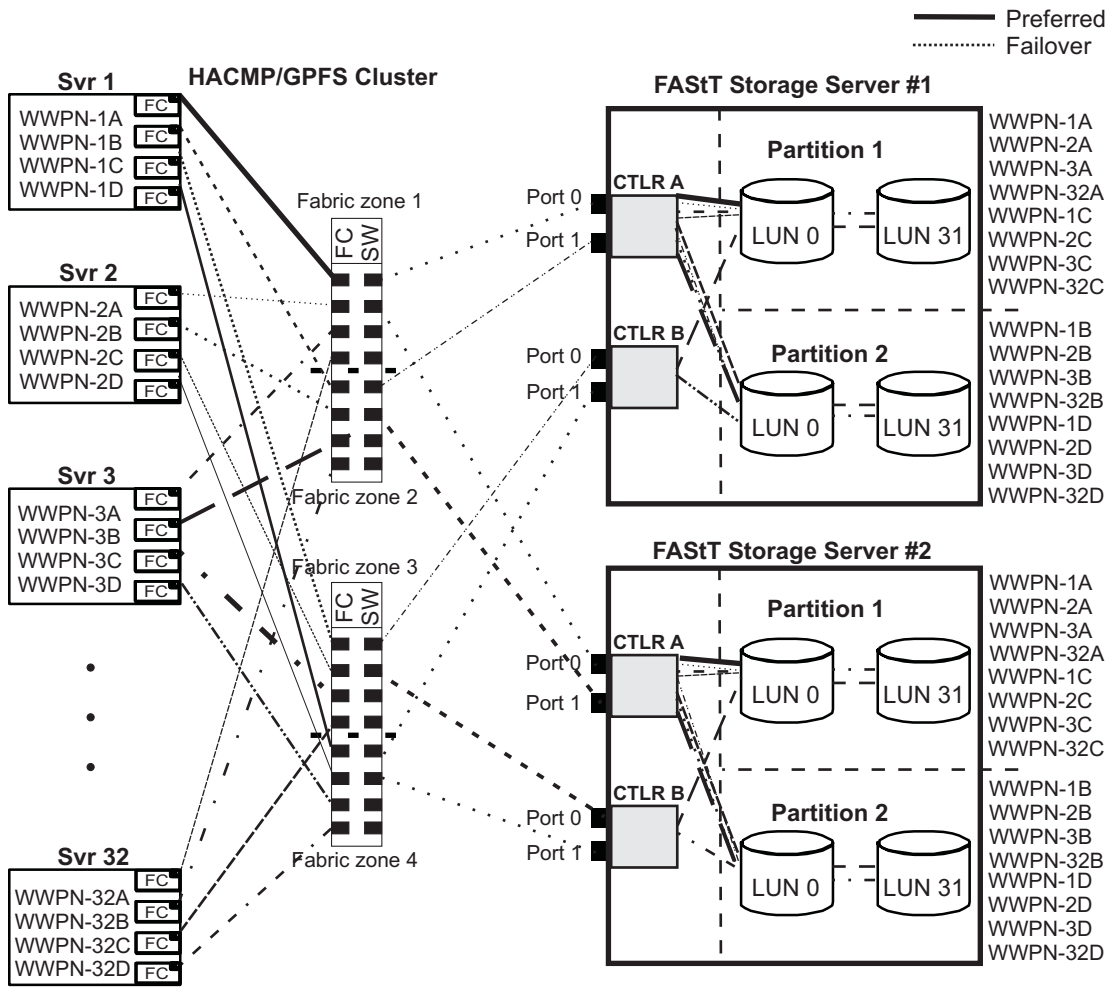 Preferred
Failover
HACMP/GPFS Cluster
Svr 1
WWPN-1A
WWPN-1B
WWPN-1C
WWPN-1D
FC
FC
FC
FC
Svr 2
WWPN-2A
WWPN-2B
WWPN-2C
WWPN-2D
FC
FC
FC
FC
Svr 3
WWPN-3A
WWPN-3B
WWPN-3C
WWPN-3D
FC
FC
FC
FC
Svr 32
WWPN-32A
WWPN-32B
WWPN-32C
WWPN-32D
FC
FC
FC
FC
Fabric zone 1
FC SW
Fabric zone 2
Fabric zone 3
FC SW
Fabric zone 4
FAStT Storage Server #1
CTLR A
Port 0
Port 1
CTLR B
Port 0
Port 1
Partition 1
LUN 0 LUN 31
Partition 2
LUN 0 LUN 31
WWPN-1A
WWPN-2A
WWPN-3A
WWPN-32A
WWPN-1C
WWPN-2C
WWPN-3C
WWPN-32C
WWPN-1B
WWPN-2B
WWPN-3B
WWPN-32B
WWPN-1D
WWPN-2D
WWPN-3D
WWPN-32D
FAStT Storage Server #2
CTLR A
Port 0
Port 1
CTLR B
Port 0
Port 1
Partition 1
LUN 0 LUN 31
Partition 2
LUN 0 LUN 31
WWPN-1A
WWPN-2A
WWPN-3A
WWPN-32A
WWPN-1C
WWPN-2C
WWPN-3C
WWPN-32C
WWPN-1B
WWPN-2B
WWPN-3B
WWPN-32B
WWPN-1D
WWPN-2D
WWPN-3D
WWPN-32D